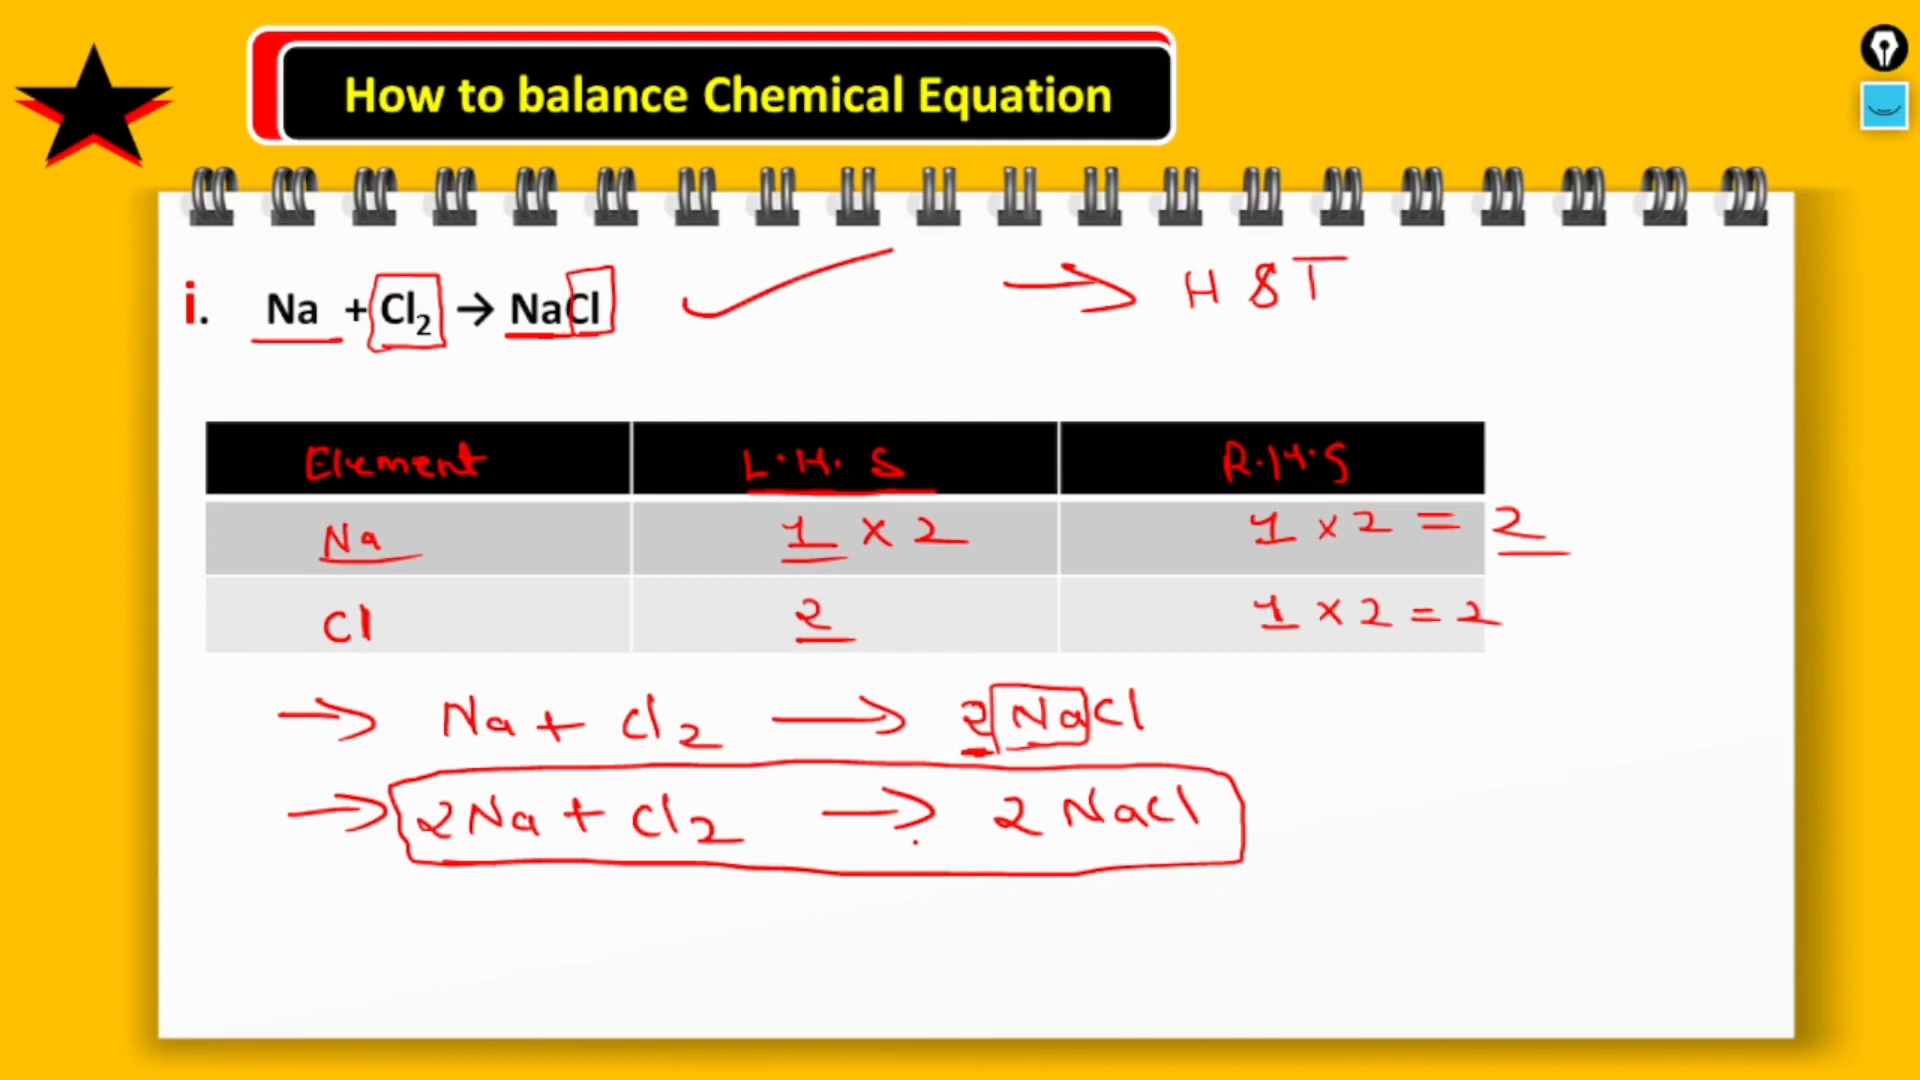 How to balance Chemical Equation
i. Na + Cl₂ → NaCl → H&T
Element L.H.S R.H.S
Na 1 × 2 1 × 2 = 2
Cl 2 1 × 2 = 2
→ Na + Cl₂ → 2NaCl
→ 2Na + Cl₂ → 2NaCl